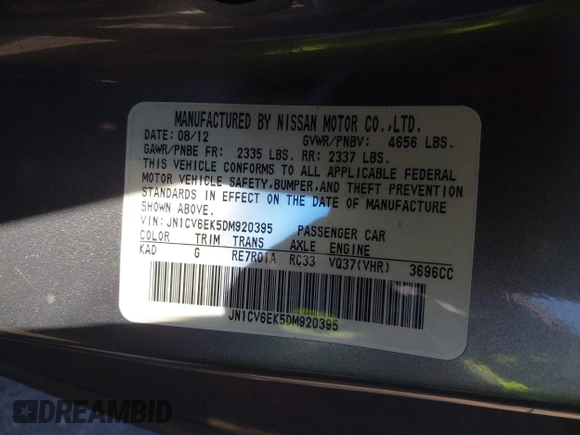 MANUFACTURED BY NISSAN MOTOR CO.,LTD.
DATE: 08/12 GVWR/PNBV: 4656 LBS.
GAWR/PNBE FR: 2335 LBS. RR: 2337 LBS.
THIS VEHICLE CONFORMS TO ALL APPLICABLE FEDERAL
MOTOR VEHICLE SAFETY,BUMPER,AND THEFT PREVENTION
STANDARDS IN EFFECT ON THE DATE OF MANUFACTURE
SHOWN ABOVE.
VIN: JN1CV6EK5DM920395 PASSENGER CAR
COLOR TRIM TRANS AXLE ENGINE
KAD G RE7R01A RC33 VQ37(VHR) 3696CC
JN1CV6EK5DM920395
DREAMBID